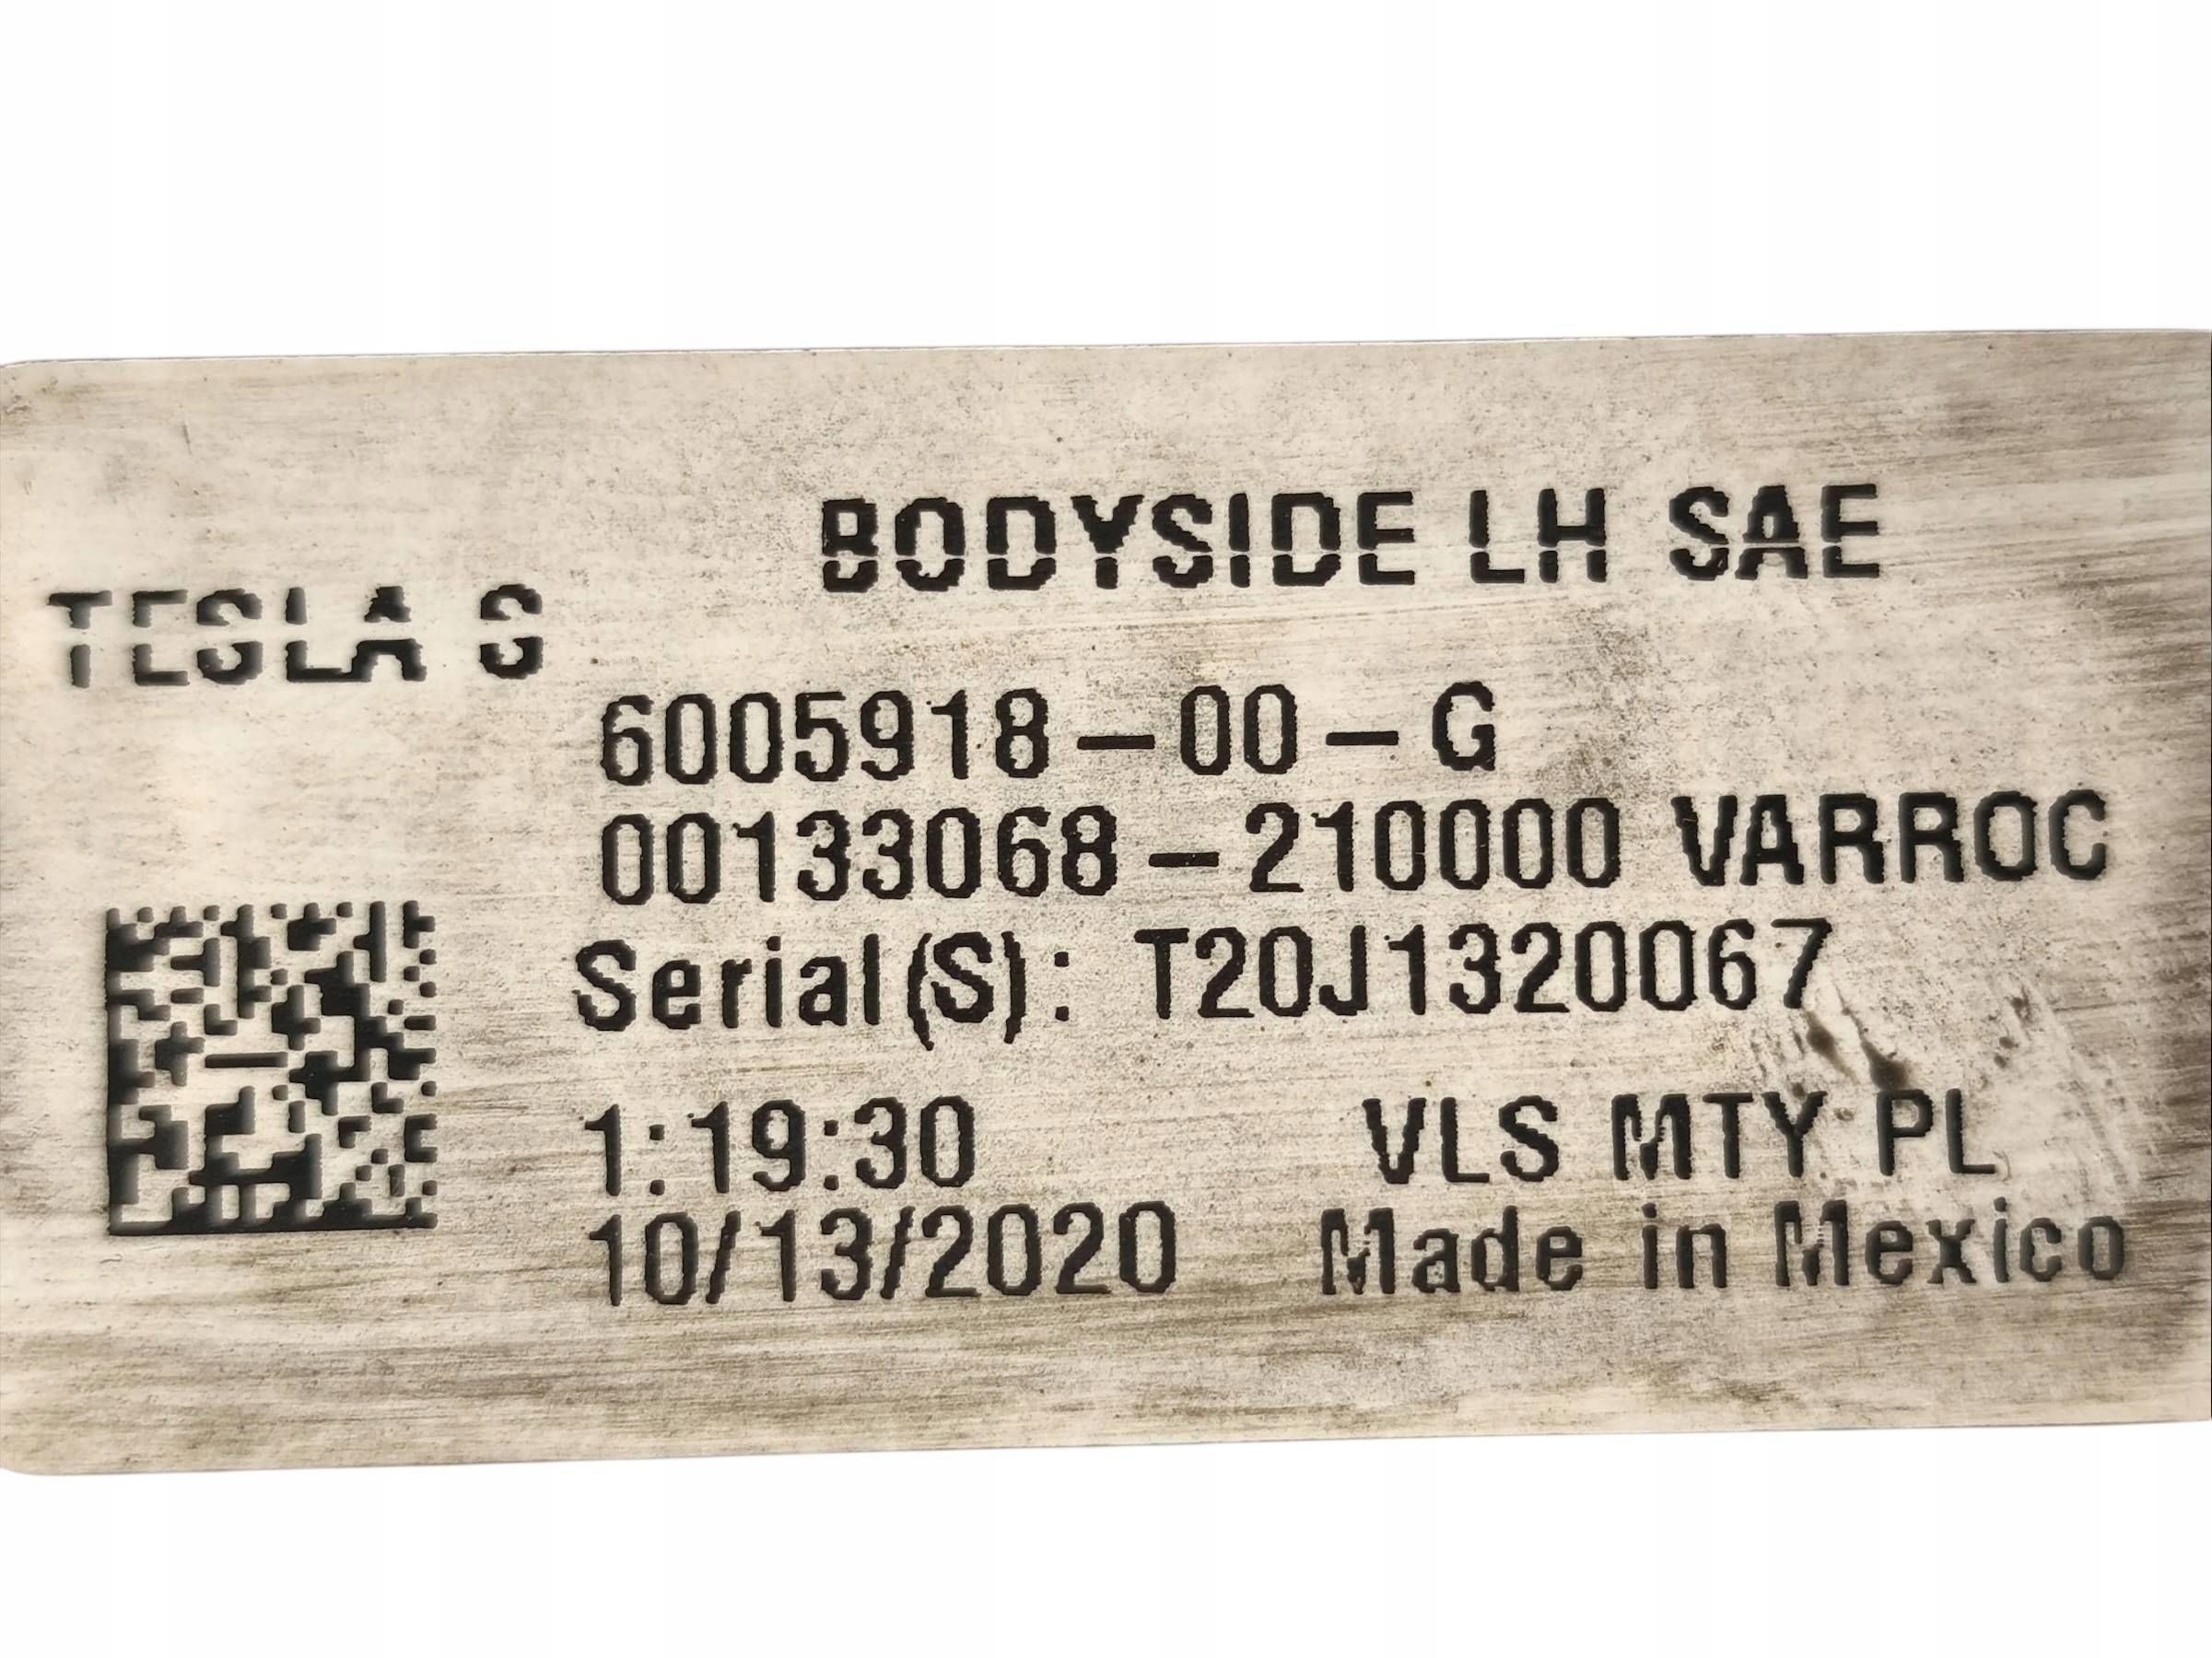 BODYSIDE LH SAE
TESLA S
6005918-00-G
00133068-210000 VARROC
Serial(S): T20J1320067
1:19:30 VLS MTY PL
10/13/2020 Made in Mexico